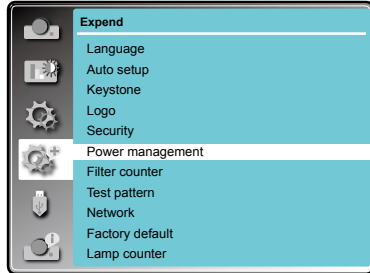 Expend
Language
Auto setup
Keystone
Logo
Security
Power management
Filter counter
Test pattern
Network
Factory default
Lamp counter